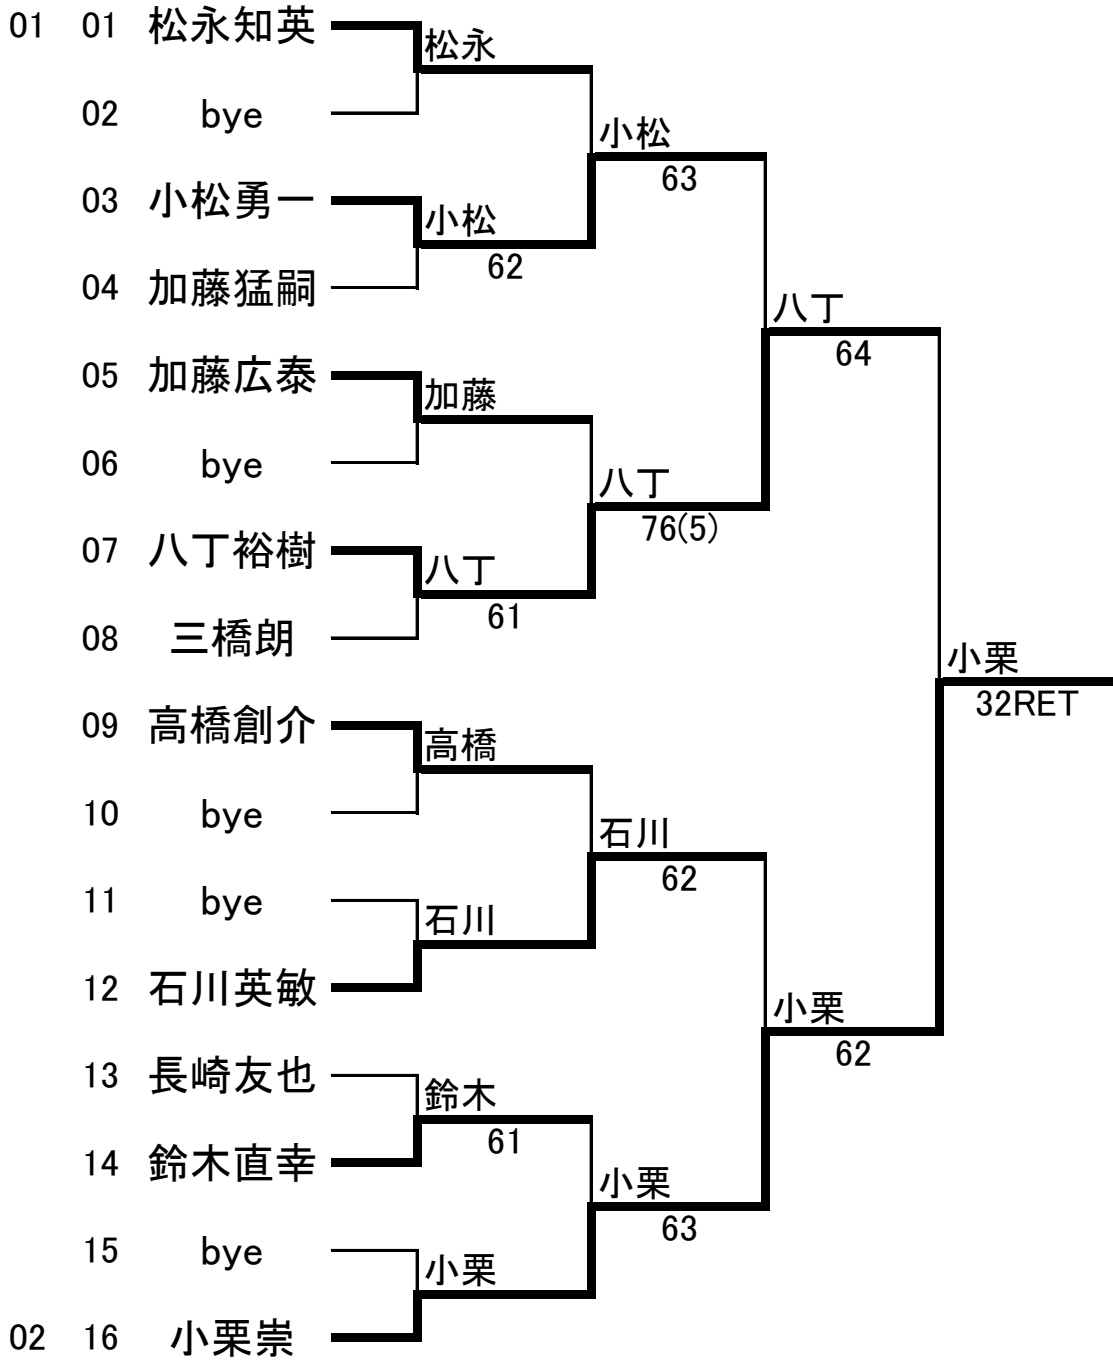 01 01 松永知英
松永
02 bye
小松
63
03 小松勇一
小松
62
04 加藤猛嗣
八丁
64
05 加藤広泰
加藤
06 bye
八丁
76(5)
07 八丁裕樹
八丁
61
08 三橋朗
小栗
32RET
09 高橋創介
高橋
10 bye
石川
62
11 bye
石川
12 石川英敏
小栗
62
13 長崎友也
鈴木
61
14 鈴木直幸
小栗
63
15 bye
小栗
02 16 小栗崇